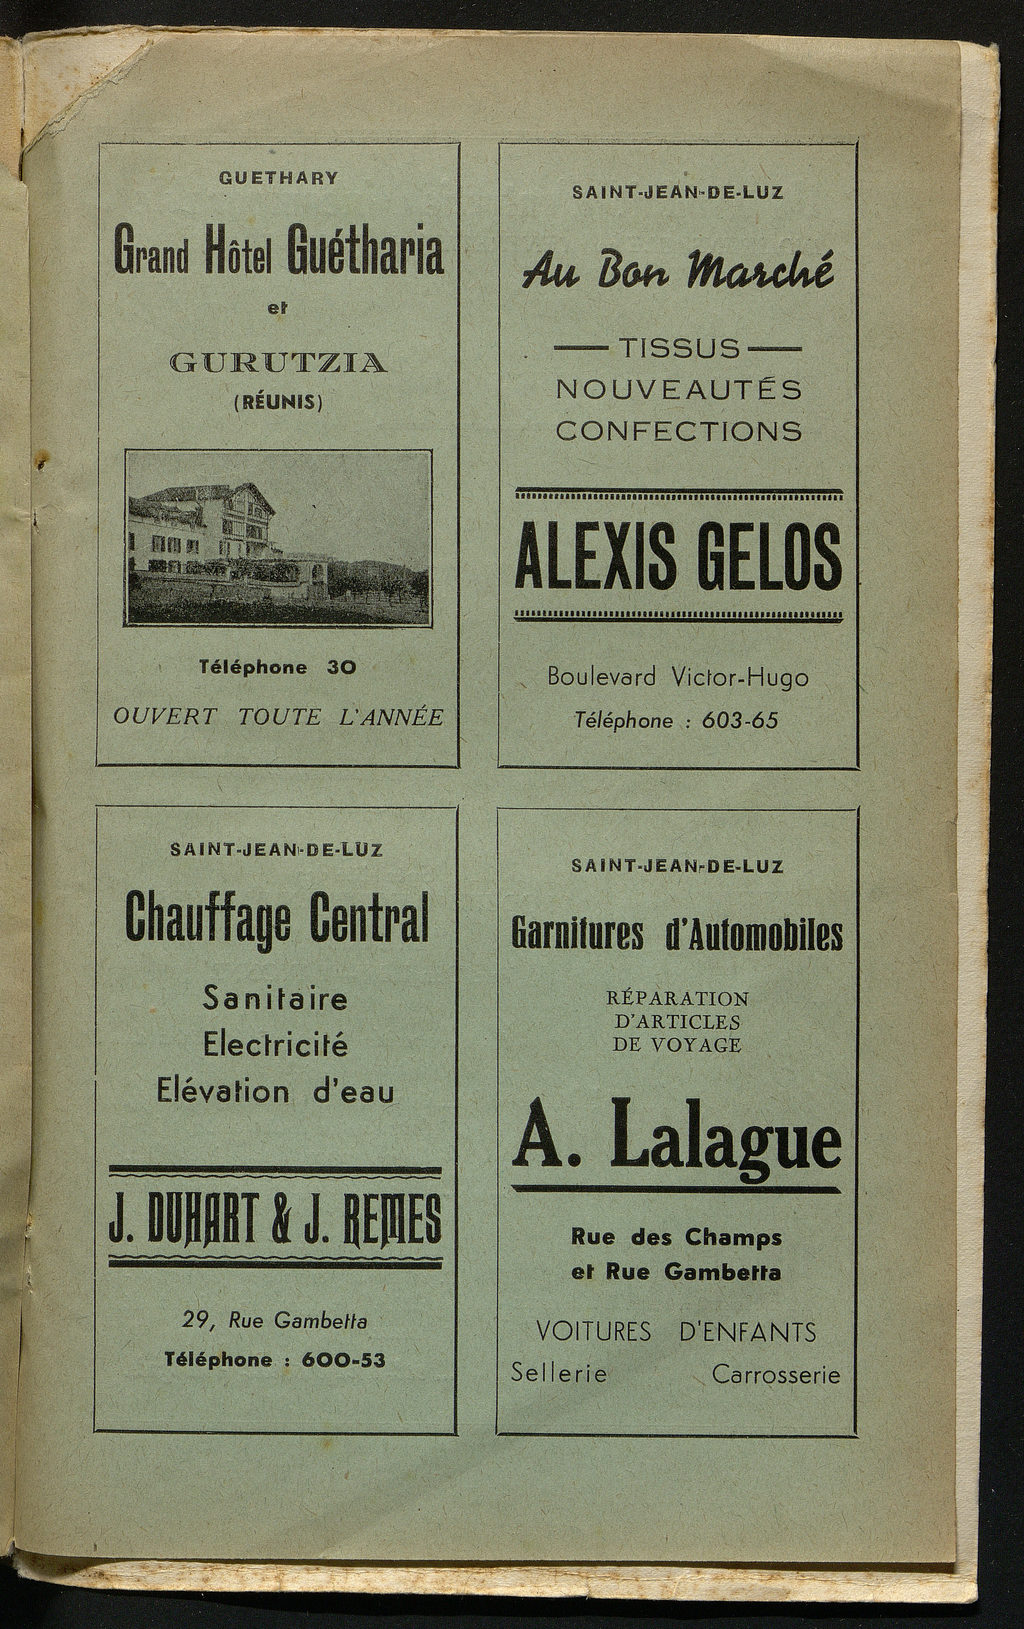 GUETHARY
Grand Hôtel Guétharia
et
GURUTZIA
(RÉUNIS)
Téléphone 30
OUVERT TOUTE L'ANNÉE
SAINT-JEAN-DE-LUZ
Au Bon Marché
TISSUS
NOUVEAUTÉS
CONFECTIONS
ALEXIS GELOS
Boulevard Victor-Hugo
Téléphone : 603-65
SAINT-JEAN-DE-LUZ
Chauffage Central
Sanitaire
Electricité
Elévation d'eau
J. DUHART & J. REMES
29, Rue Gambetta
Téléphone : 600-53
SAINT-JEAN-DE-LUZ
Garnitures d'Automobiles
RÉPARATION
D'ARTICLES
DE VOYAGE
A. Lalague
Rue des Champs
et Rue Gambetta
VOITURES D'ENFANTS
Sellerie Carrosserie